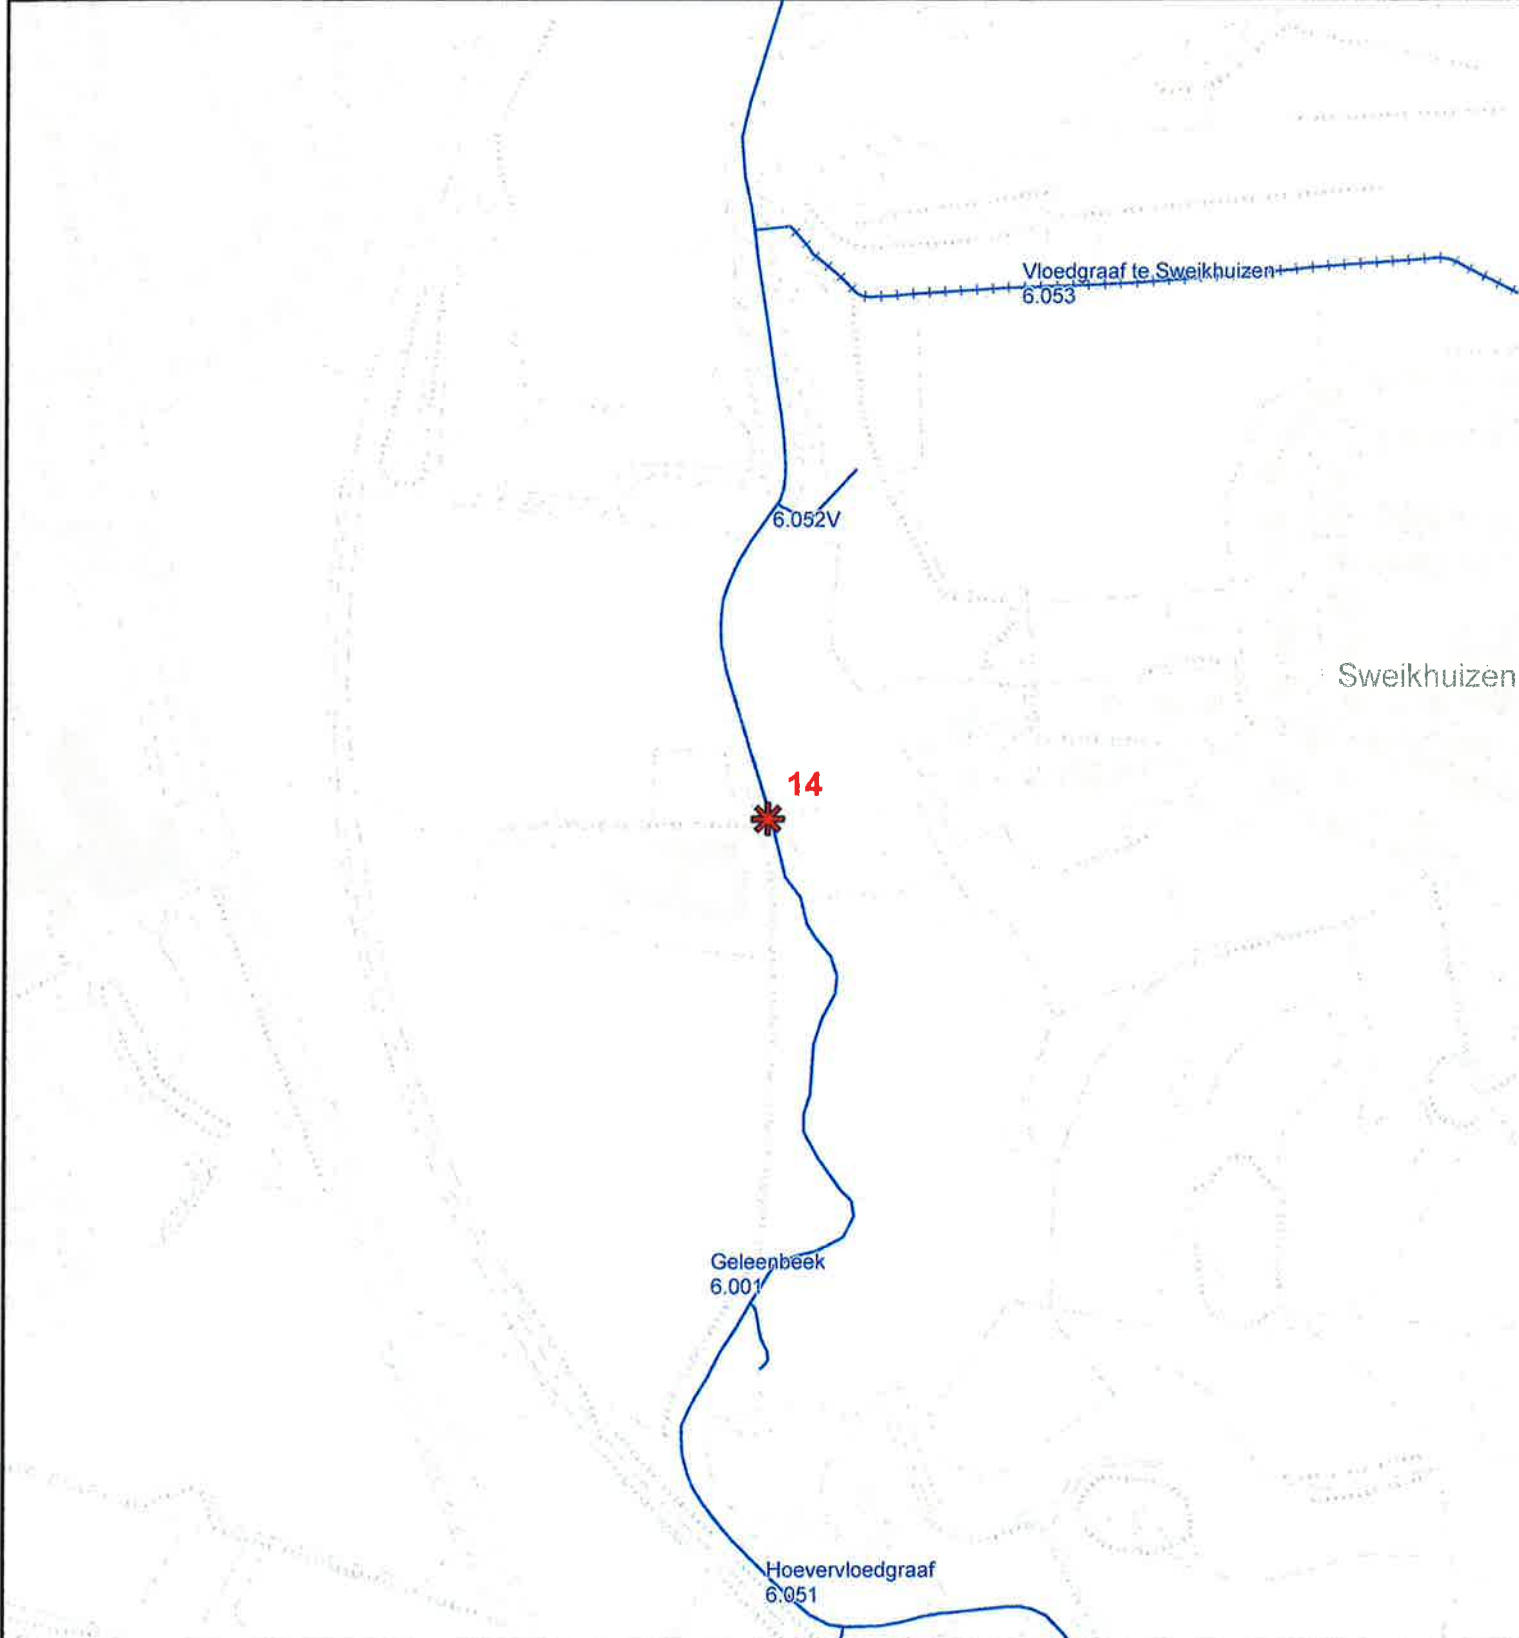 Vloedgraaf te Sweikhuizen
6.053
6.052V
Sweikhuizen
14
Geleenbeek
6.001
Hoevervloedgraaf
6.051